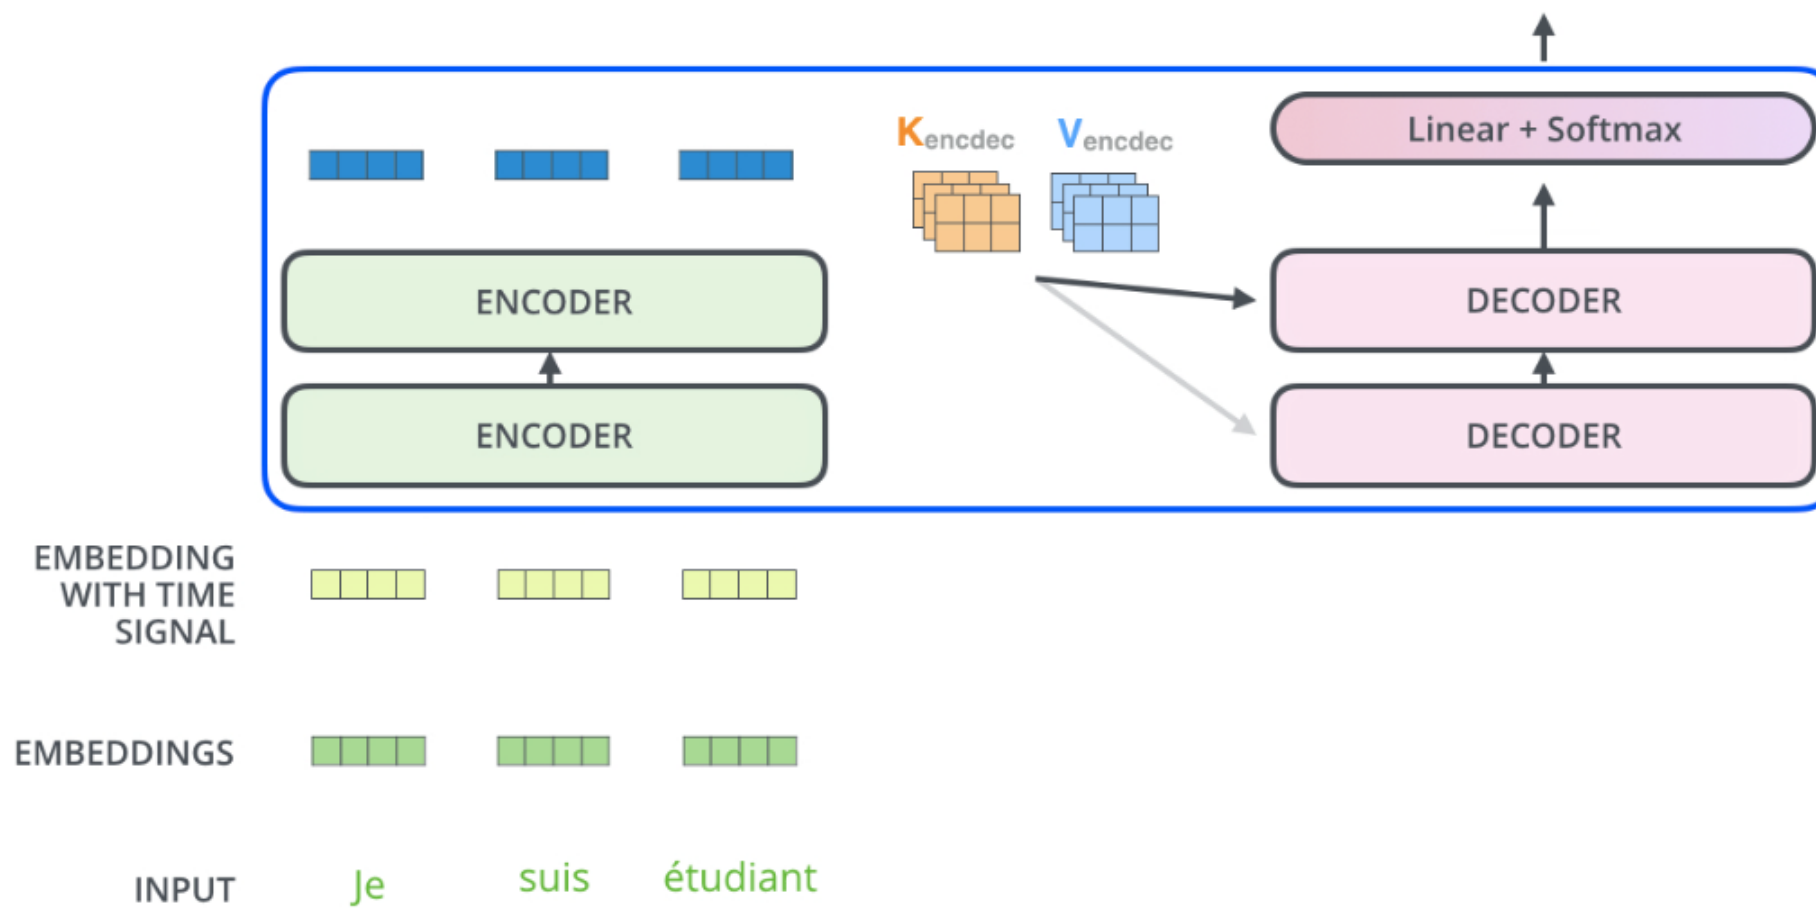 Kencdec Vencdec
Linear + Softmax
ENCODER
DECODER
ENCODER
DECODER
EMBEDDING
WITH TIME
SIGNAL
EMBEDDINGS
INPUT Je suis étudiant